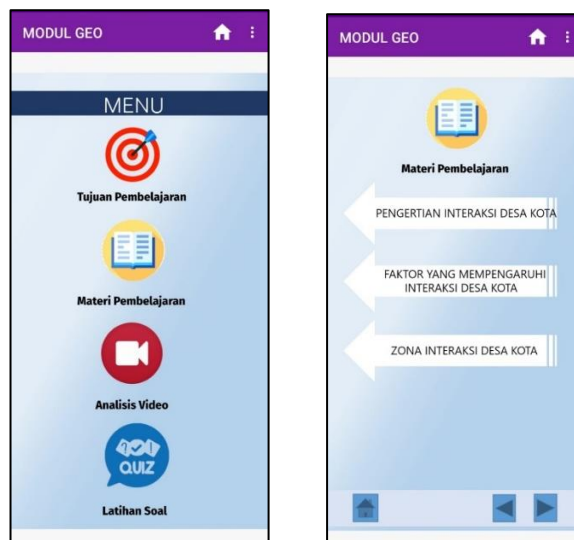 MODUL GEO
MENU
Tujuan Pembelajaran
Materi Pembelajaran
Analisis Video
QUIZ
Latihan Soal
MODUL GEO
Materi Pembelajaran
PENGERTIAN INTERAKSI DESA KOTA
FAKTOR YANG MEMPENGARUHI
INTERAKSI DESA KOTA
ZONA INTERAKSI DESA KOTA